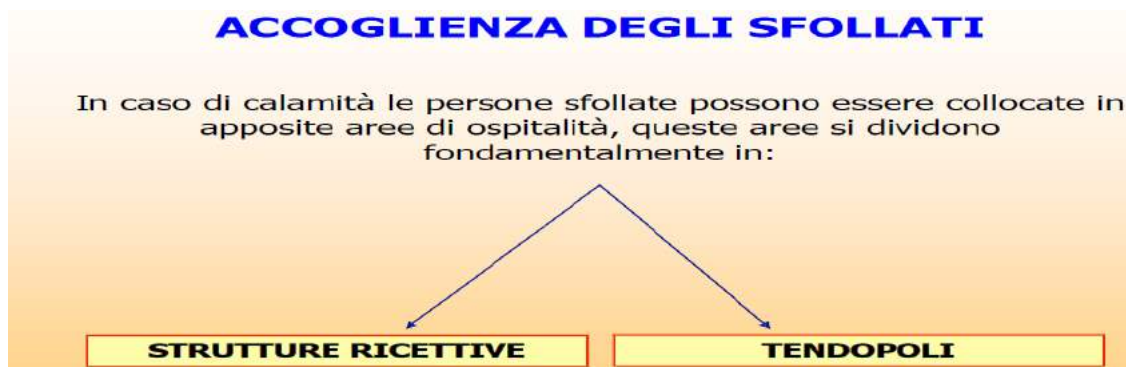 ACCOGLIENZA DEGLI SFOLLATI
In caso di calamità le persone sfollate possono essere collocate in
apposite aree di ospitalità, queste aree si dividono
fondamentalmente in:
STRUTTURE RICETTIVE
TENDOPOLI